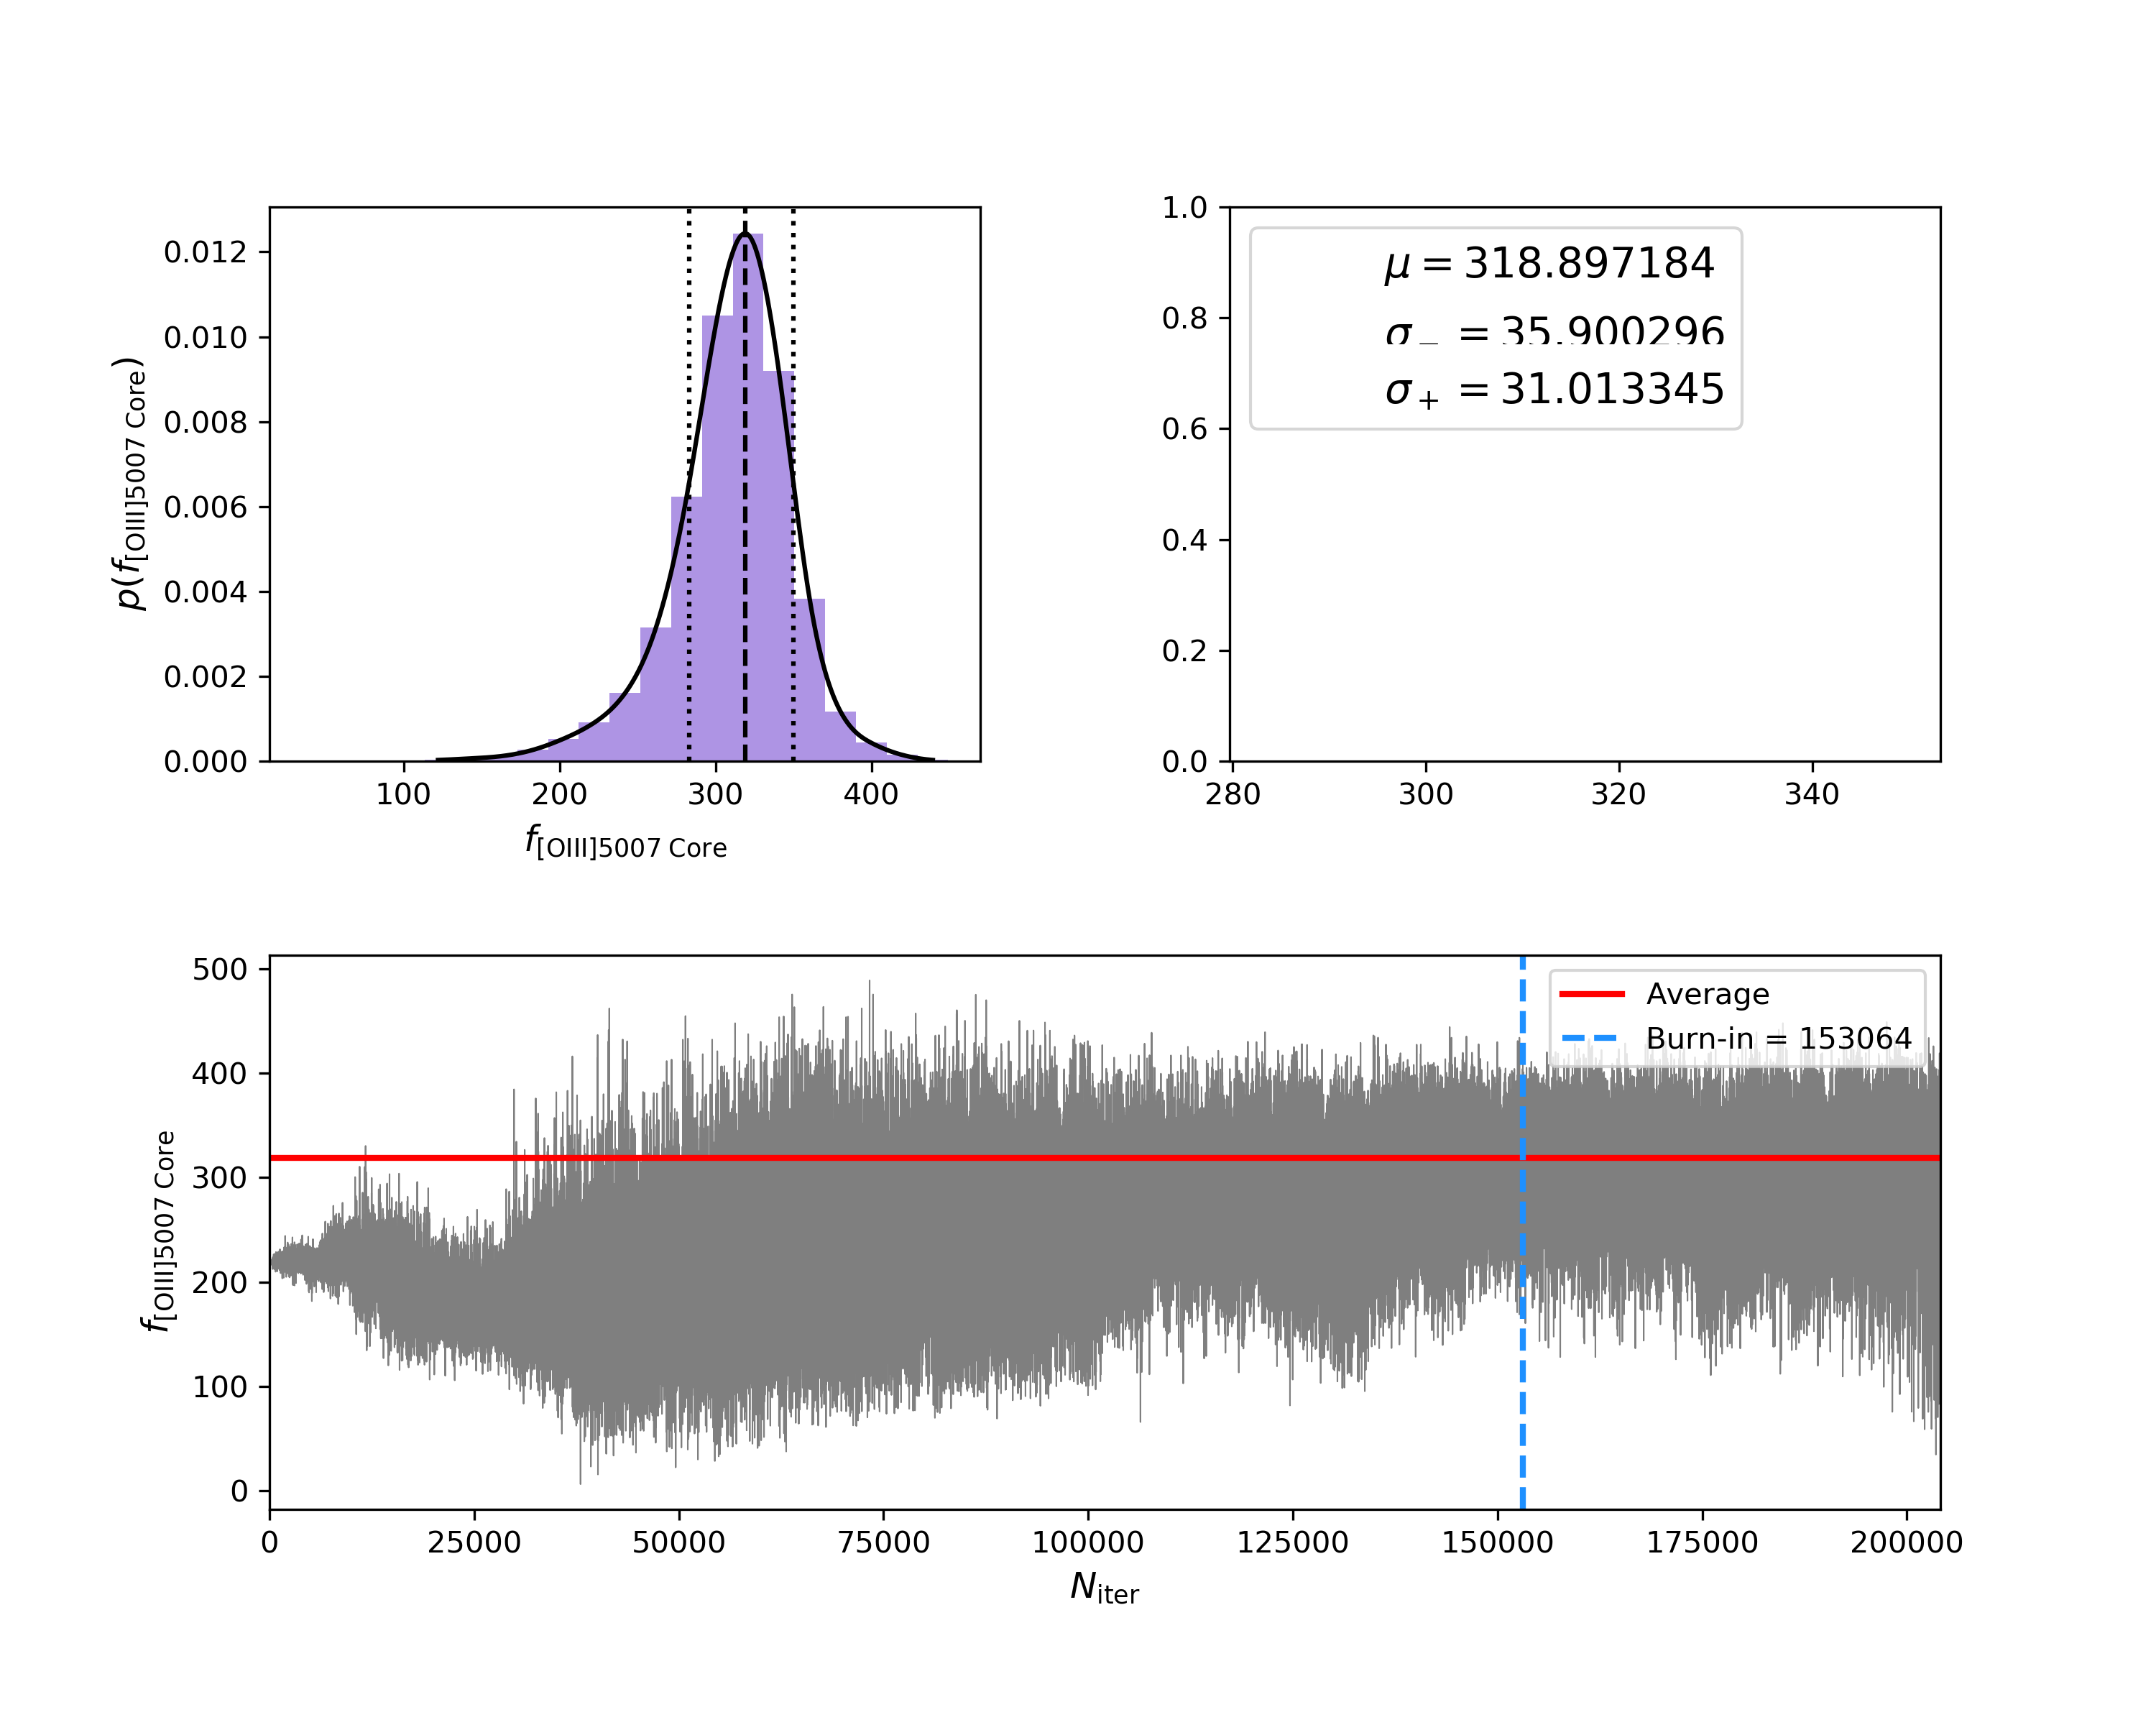 0.012
0.010
0.008
0.006
0.004
0.002
0.000
p(f[OIII]5007 Core)
100 200 300 400
f[OIII]5007 Core
1.0
0.8
0.6
0.4
0.2
0.0
μ = 318.897184
σ− = 35.900296
σ+ = 31.013345
280 300 320 340
500
400
300
200
100
0
f[OIII]5007 Core
Average
Burn-in = 153064
0 25000 50000 75000 100000 125000 150000 175000 200000
Niter